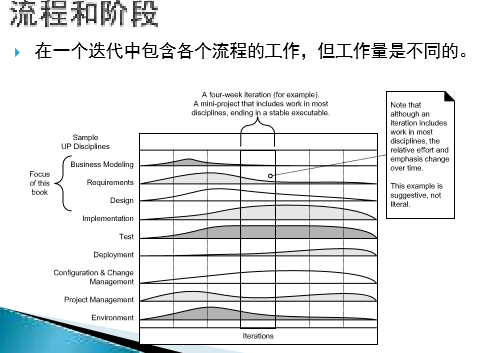 流程和阶段
在一个迭代中包含各个流程的工作，但工作量是不同的。
A four-week iteration (for example).
A mini-project that includes work in most
disciplines, ending in a stable executable.
Note that
although an
iteration includes
work in most
disciplines, the
relative effort and
emphasis change
over time.
This example is
suggestive, not
literal.
Sample
UP Disciplines
Focus
of this
book
Business Modeling
Requirements
Design
Implementation
Test
Deployment
Configuration & Change
Management
Project Management
Environment
Iterations